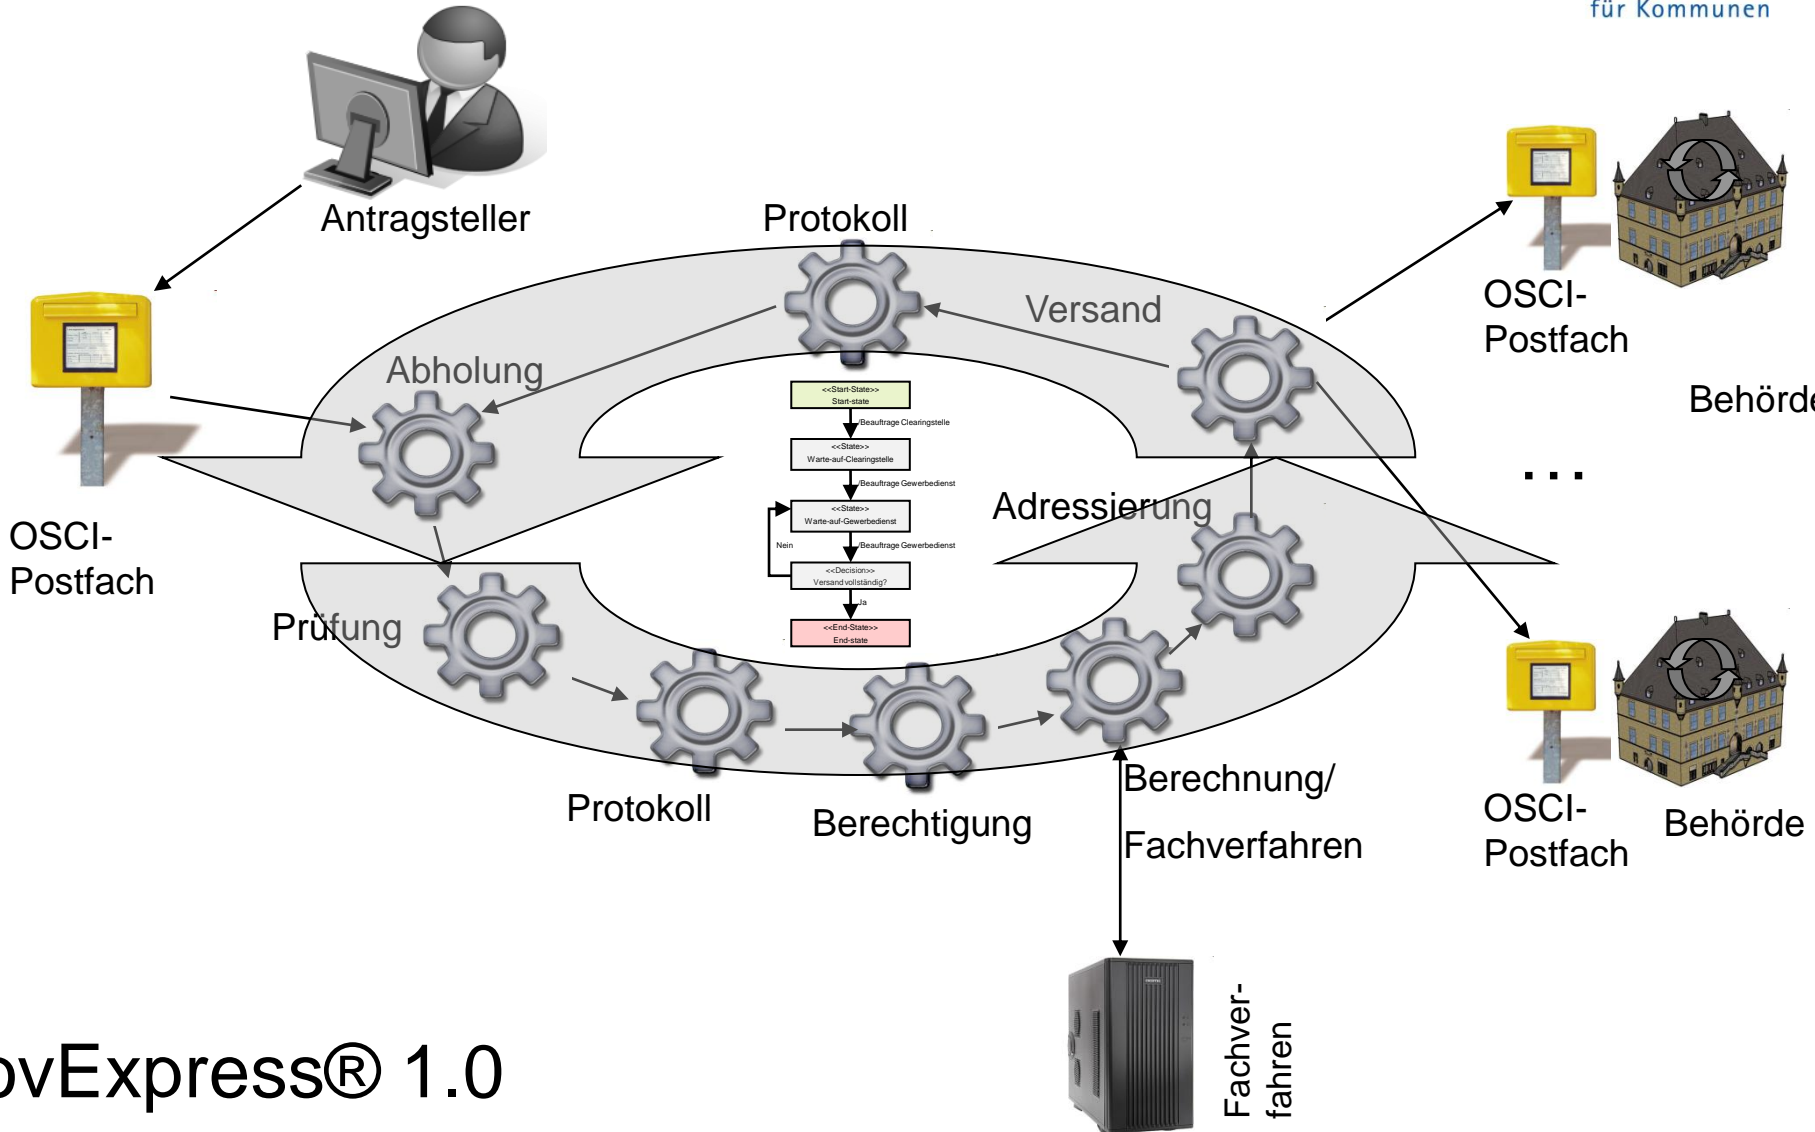 für Kommunen
Antragsteller
Protokoll
Versand
Abholung
OSCI-
Postfach
Behörde
...
<<Start-State>>
Start-state
/Beauftrage Clearingstelle
<<State>>
Warte-auf-Clearingstelle
/Beauftrage Gewerbedienst
<<State>>
Warte-auf-Gewerbedienst
Nein
/Beauftrage Gewerbedienst
<<Decision>>
Versand vollständig?
Ja
<<End-State>>
End-state
Adressierung
OSCI-
Postfach
Prüfung
Protokoll
Berechtigung
Berechnung/
Fachverfahren
OSCI-
Postfach
Behörde
Fachver-
fahren
ovExpress® 1.0